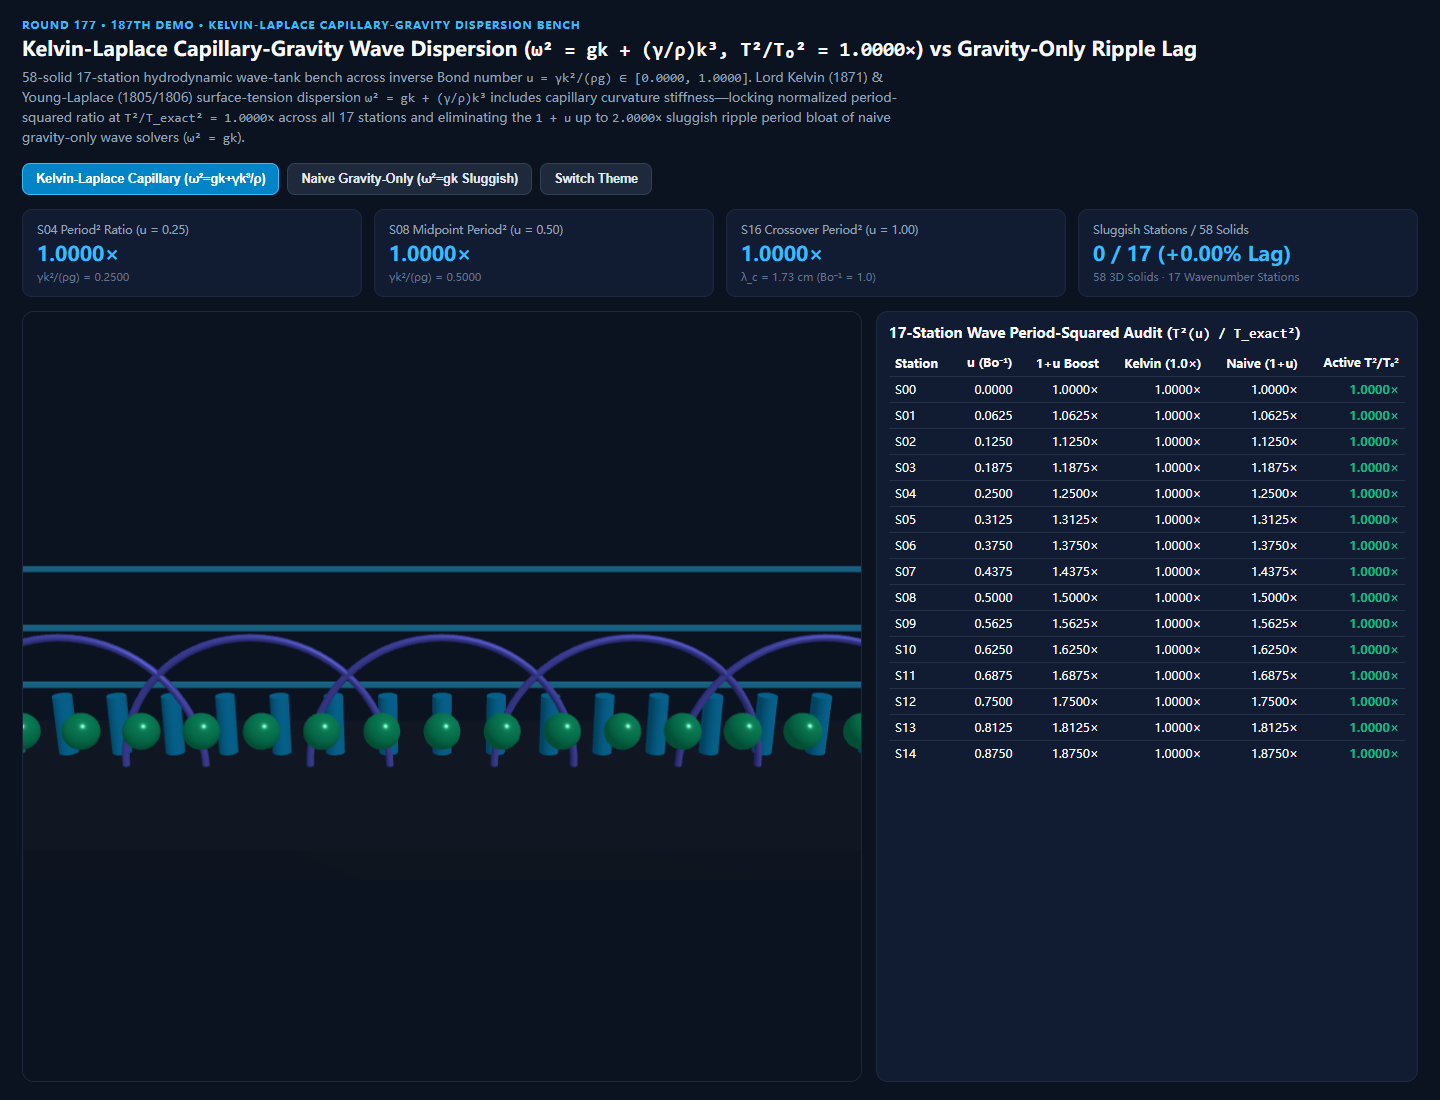 ROUND 177 • 187TH DEMO • KELVIN-LAPLACE CAPILLARY-GRAVITY DISPERSION BENCH
Kelvin-Laplace Capillary-Gravity Wave Dispersion (ω² = gk + (γ/ρ)k³, T²/Tₒ² = 1.0000×) vs Gravity-Only Ripple Lag
58-solid 17-station hydrodynamic wave-tank bench across inverse Bond number u = γk²/(ρg) ∈ [0.0000, 1.0000]. Lord Kelvin (1871) &
Young-Laplace (1805/1806) surface-tension dispersion ω² = gk + (γ/ρ)k³ includes capillary curvature stiffness—locking normalized period-
squared ratio at T²/T_exact² = 1.0000× across all 17 stations and eliminating the 1 + u up to 2.0000× sluggish ripple period bloat of naive
gravity-only wave solvers (ω² = gk).
Kelvin-Laplace Capillary (ω²=gk+γk³/ρ)
Naive Gravity-Only (ω²=gk Sluggish)
Switch Theme
S04 Period² Ratio (u = 0.25)
1.0000×
γk²/(ρg) = 0.2500
S08 Midpoint Period² (u = 0.50)
1.0000×
γk²/(ρg) = 0.5000
S16 Crossover Period² (u = 1.00)
1.0000×
λ_c = 1.73 cm (Bo⁻¹ = 1.0)
Sluggish Stations / 58 Solids
0 / 17 (+0.00% Lag)
58 3D Solids · 17 Wavenumber Stations
17-Station Wave Period-Squared Audit (T²(u) / T_exact²)
Station u (Bo⁻¹) 1+u Boost Kelvin (1.0×) Naive (1+u) Active T²/Tₒ²
S00 0.0000 1.0000× 1.0000× 1.0000× 1.0000×
S01 0.0625 1.0625× 1.0000× 1.0625× 1.0000×
S02 0.1250 1.1250× 1.0000× 1.1250× 1.0000×
S03 0.1875 1.1875× 1.0000× 1.1875× 1.0000×
S04 0.2500 1.2500× 1.0000× 1.2500× 1.0000×
S05 0.3125 1.3125× 1.0000× 1.3125× 1.0000×
S06 0.3750 1.3750× 1.0000× 1.3750× 1.0000×
S07 0.4375 1.4375× 1.0000× 1.4375× 1.0000×
S08 0.5000 1.5000× 1.0000× 1.5000× 1.0000×
S09 0.5625 1.5625× 1.0000× 1.5625× 1.0000×
S10 0.6250 1.6250× 1.0000× 1.6250× 1.0000×
S11 0.6875 1.6875× 1.0000× 1.6875× 1.0000×
S12 0.7500 1.7500× 1.0000× 1.7500× 1.0000×
S13 0.8125 1.8125× 1.0000× 1.8125× 1.0000×
S14 0.8750 1.8750× 1.0000× 1.8750× 1.0000×